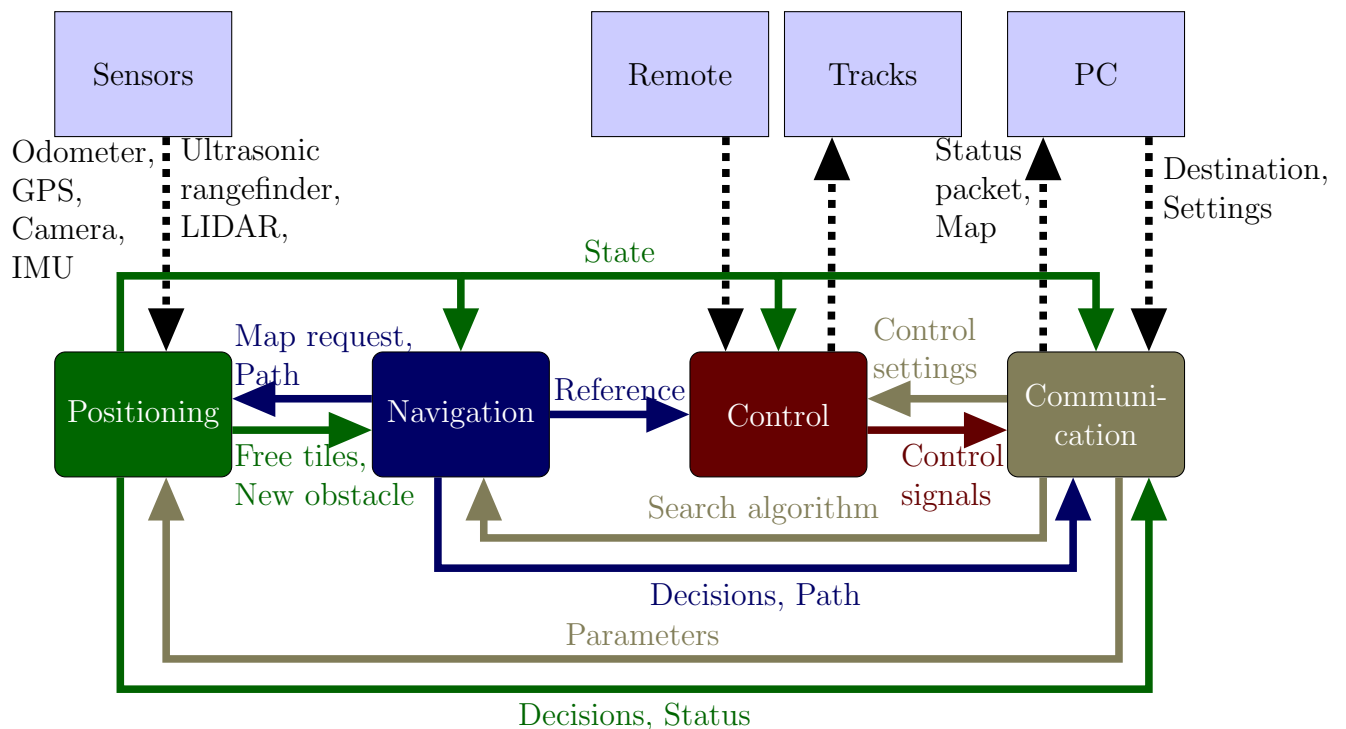 Sensors
Remote
Tracks
PC
Odometer,
GPS,
Camera,
IMU
Ultrasonic
rangefinder,
LIDAR,
Status
packet,
Map
Destination,
Settings
State
Map request,
Path
Reference
Control
settings
Positioning
Navigation
Control
Communi-
cation
Free tiles,
New obstacle
Control
signals
Search algorithm
Decisions, Path
Parameters
Decisions, Status